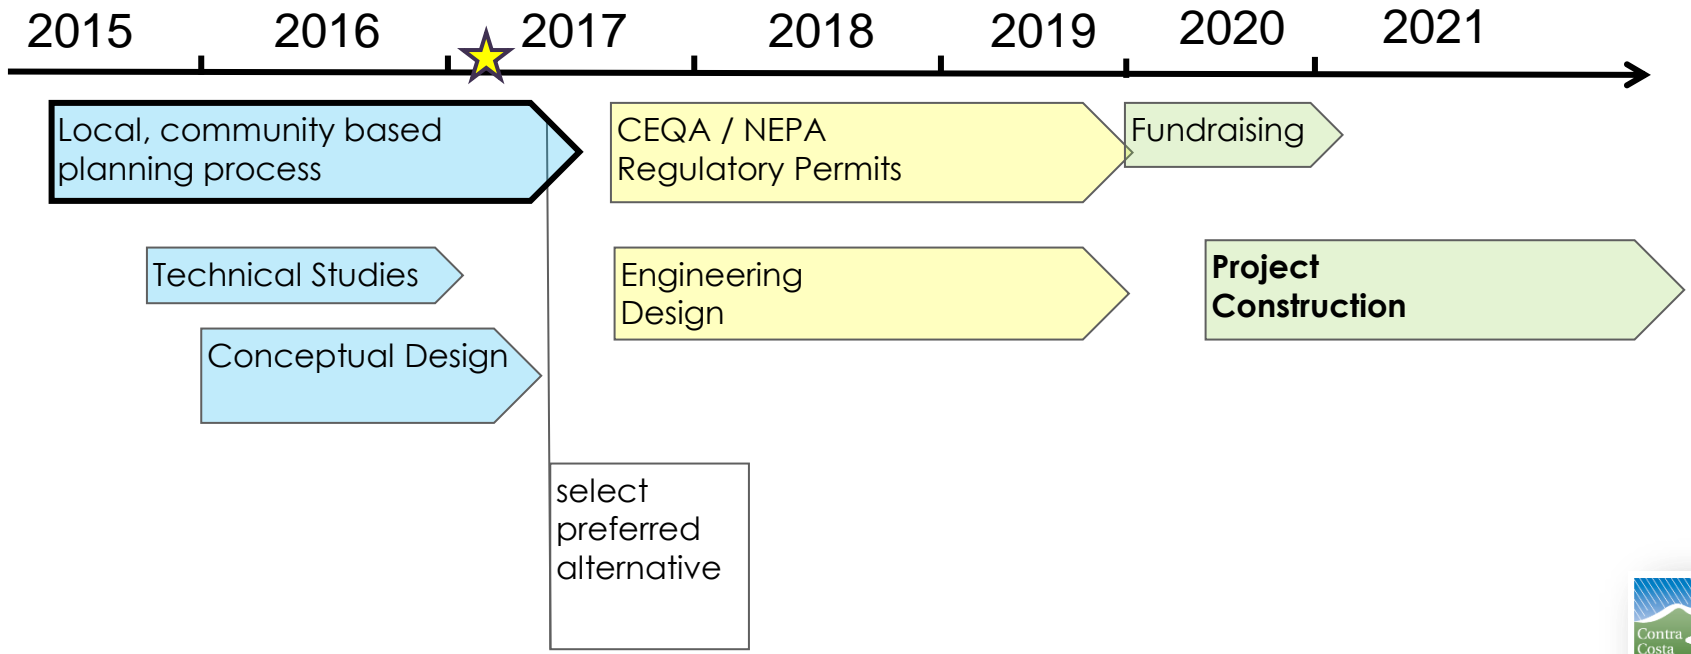 2015 2016 2017 2018 2019 2020 2021
Local, community based
planning process
CEQA / NEPA
Regulatory Permits
Fundraising
Technical Studies
Engineering
Design
Project
Construction
Conceptual Design
select
preferred
alternative
Contra
Costa